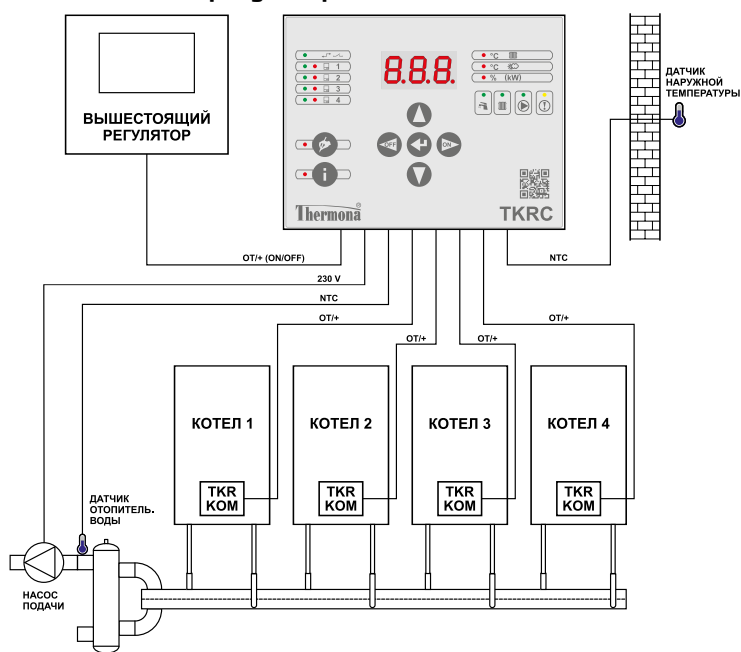 ВЫШЕСТОЯЩИЙ
РЕГУЛЯТОР
1
2
3
4
8.8.8.
°C
°C
% (kW)
OFF
ON
i
Thermona®
TKRC
ДАТЧИК
НАРУЖНОЙ
ТЕМПЕРАТУРЫ
OT/+ (ON/OFF)
NTC
230 V
NTC
OT/+
OT/+
OT/+
OT/+
КОТЕЛ 1
КОТЕЛ 2
КОТЕЛ 3
КОТЕЛ 4
TKR
KOM
TKR
KOM
TKR
KOM
TKR
KOM
ДАТЧИК
ОТОПИТЕЛЬ.
ВОДЫ
НАСОС
ПОДАЧИ